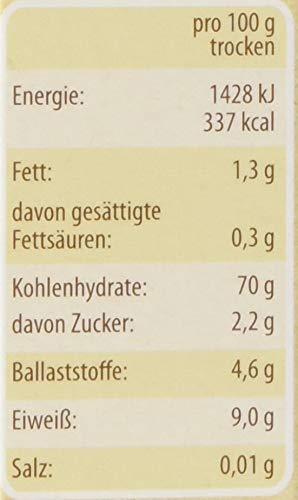 pro 100 g
trocken
Energie: 1428 kJ
337 kcal
Fett: 1,3 g
davon gesättigte
Fettsäuren: 0,3 g
Kohlenhydrate: 70 g
davon Zucker: 2,2 g
Ballaststoffe: 4,6 g
Eiweiß: 9,0 g
Salz: 0,01 g